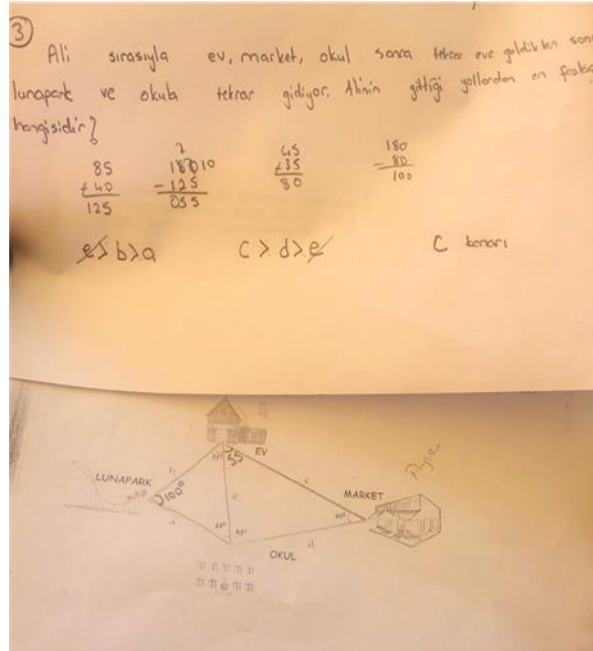 3
Ali sırasıyla ev, market, okul sonra tekrar eve geldikten sonra
lunapark ve okula tekrar gidiyor. Alinin gittiği yollardan en
hangisidir?
85
+40
125
18010
-125
055
45
+35
80
180
- 80
100
e>b>a
c>d>e
C kenarı
EV
55
LUNAPARK
100°
MARKET
Ayşe
OKUL
b
c
d